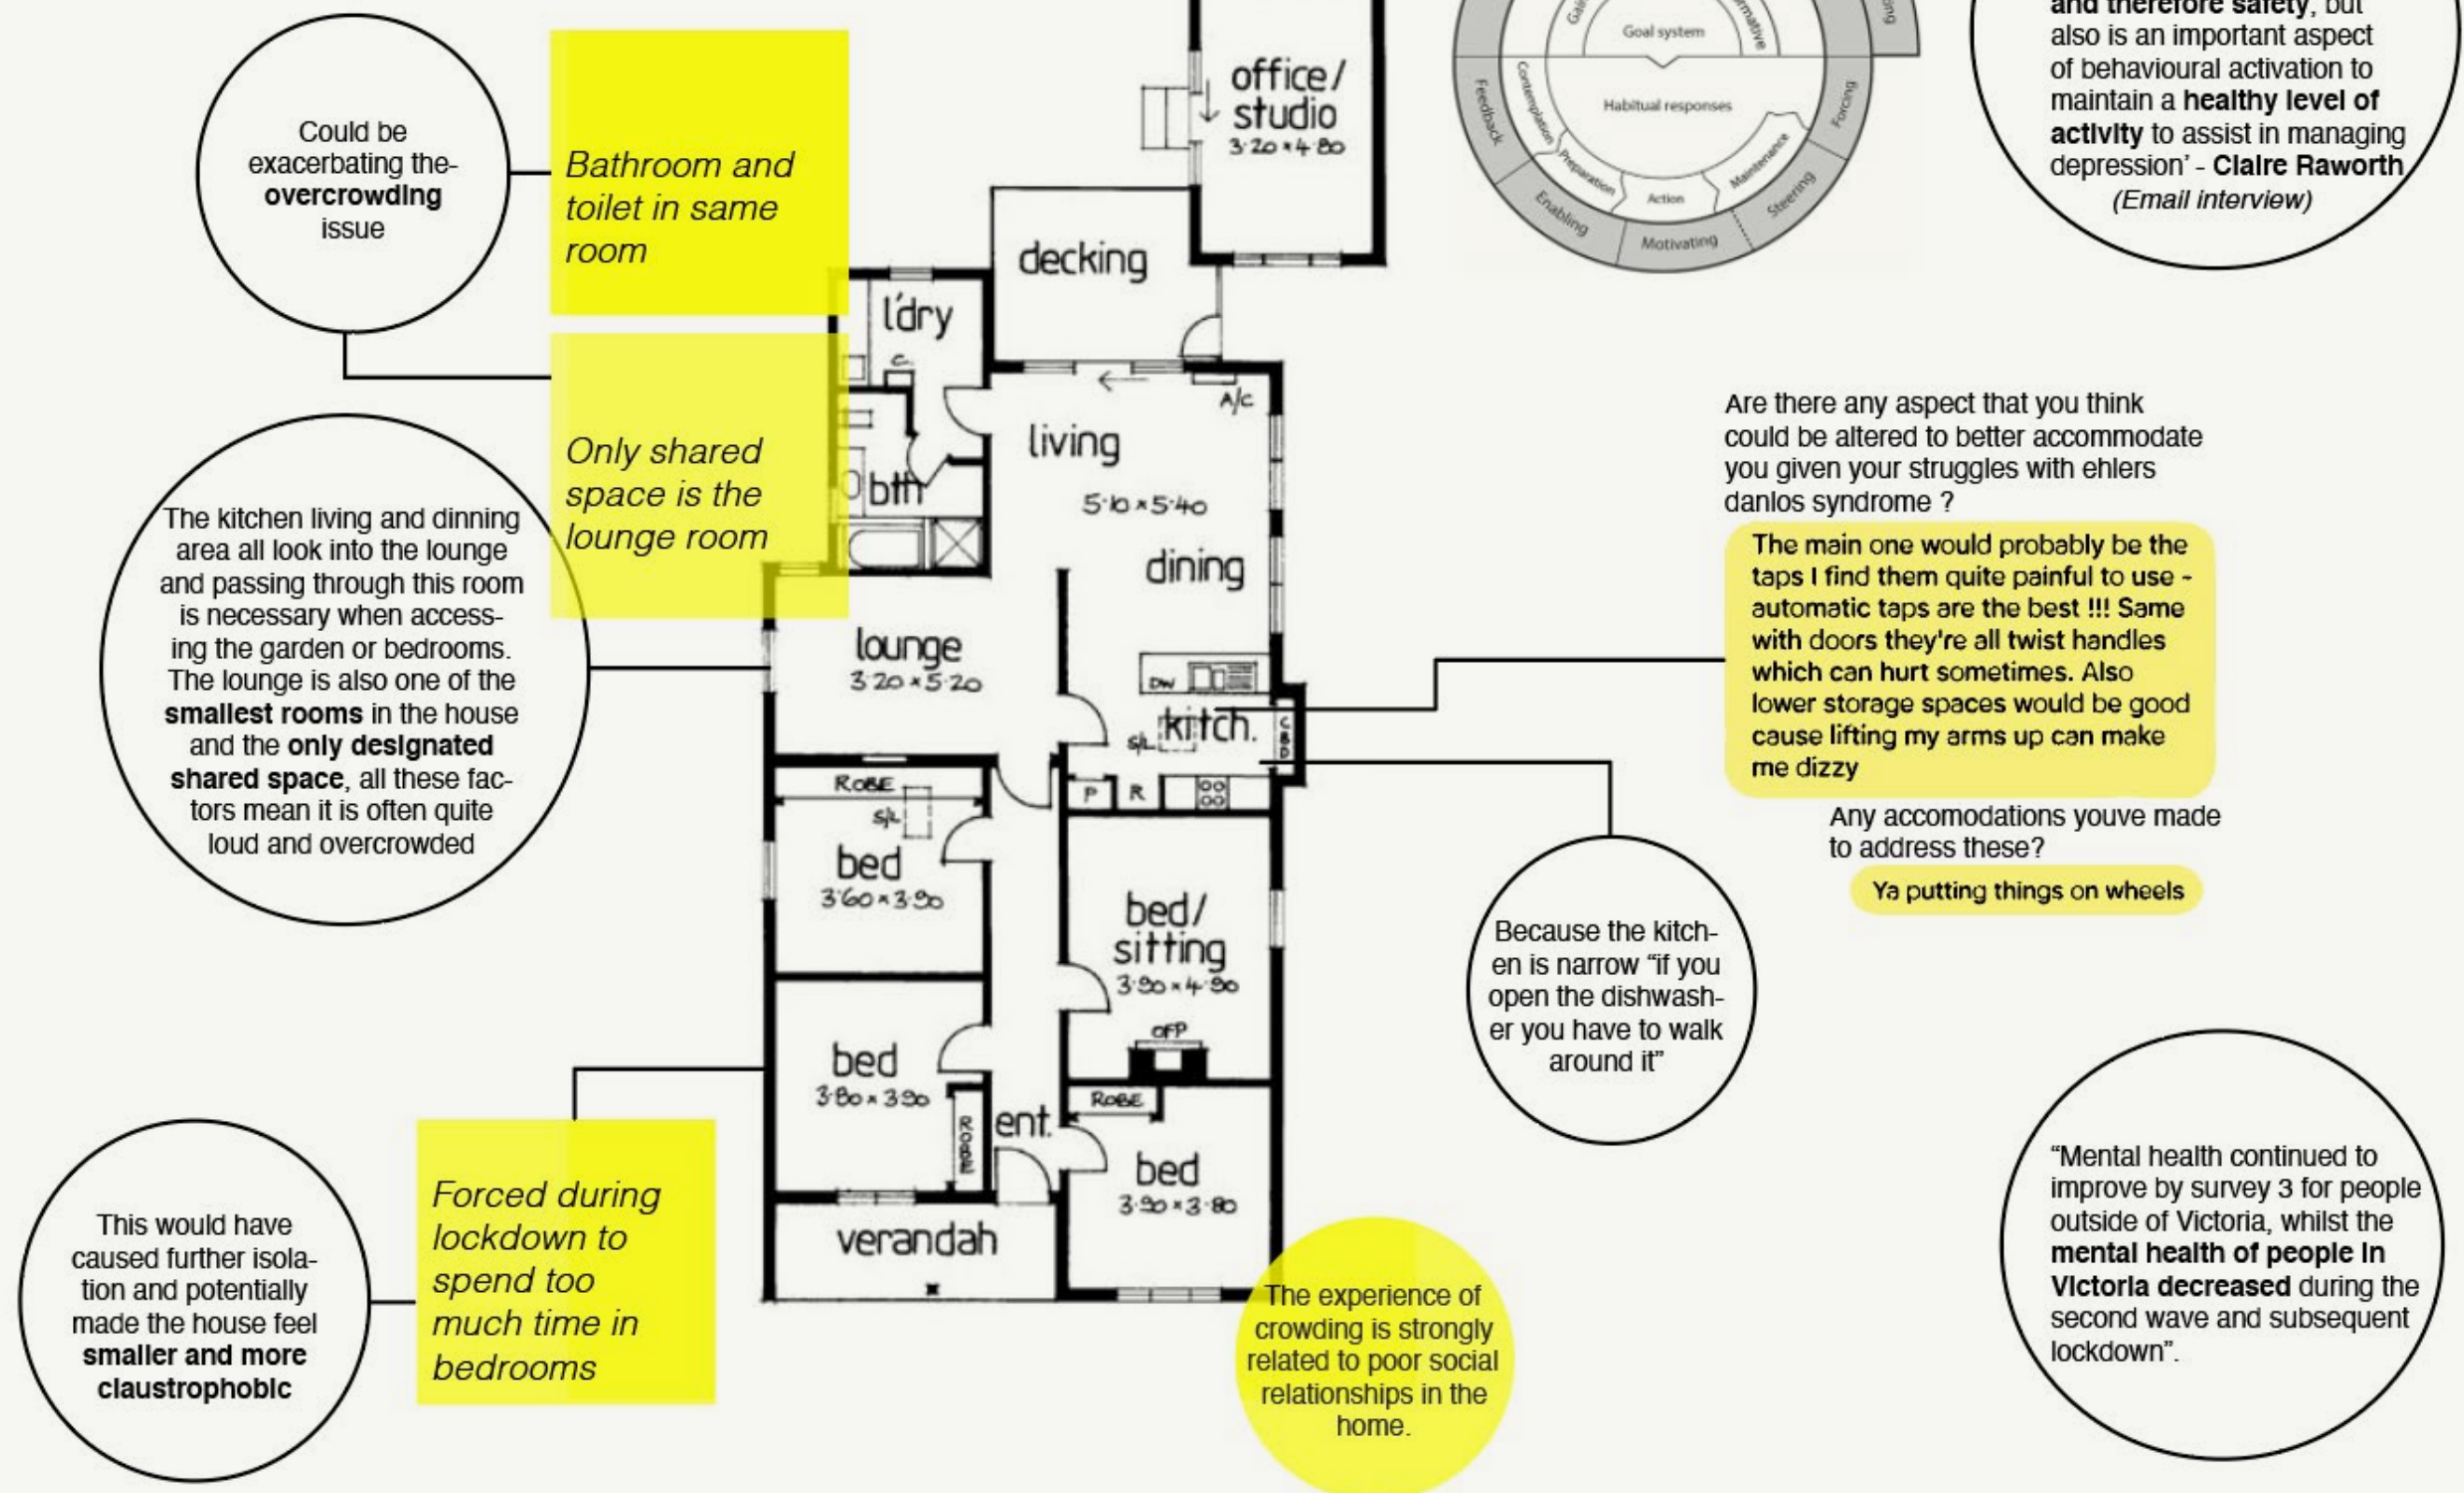 Could be
exacerbating the-
overcrowding
issue
Bathroom and
toilet in same
room
Only shared
space is the
lounge room
The kitchen living and dinning
area all look into the lounge
and passing through this room
is necessary when access-
ing the garden or bedrooms.
The lounge is also one of the
smallest rooms in the house
and the only designated
shared space, all these fac-
tors mean it is often quite
loud and overcrowded
This would have
caused further isola-
tion and potentially
made the house feel
smaller and more
claustrophobic
Forced during
lockdown to
spend too
much time in
bedrooms
office/
studio
3·20 x 4·80
decking
l'dry
c.
bth
A/C
living
5·10 x 5·40
dining
lounge
3·20 x 5·20
DW
kitch.
S/L
CBD
P
R
ROBE
S/L
bed
3·60 x 3·90
bed/
sitting
3·90 x 4·90
OFP
bed
3·80 x 3·90
ROBE
ent.
ROBE
bed
3·90 x 3·80
verandah
The experience of
crowding is strongly
related to poor social
relationships in the
home.
Goal system
Habitual responses
Contemplation
Preparation
Action
Maintenance
Feedback
Enabling
Motivating
Steering
Forcing
and therefore safety, but
also is an important aspect
of behavioural activation to
maintain a healthy level of
activity to assist in managing
depression' - Claire Raworth
(Email interview)
Are there any aspect that you think
could be altered to better accommodate
you given your struggles with ehlers
danlos syndrome ?
The main one would probably be the
taps I find them quite painful to use -
automatic taps are the best !!! Same
with doors they're all twist handles
which can hurt sometimes. Also
lower storage spaces would be good
cause lifting my arms up can make
me dizzy
Any accomodations youve made
to address these?
Ya putting things on wheels
Because the kitch-
en is narrow “if you
open the dishwash-
er you have to walk
around it”
“Mental health continued to
improve by survey 3 for people
outside of Victoria, whilst the
mental health of people in
Victoria decreased during the
second wave and subsequent
lockdown”.